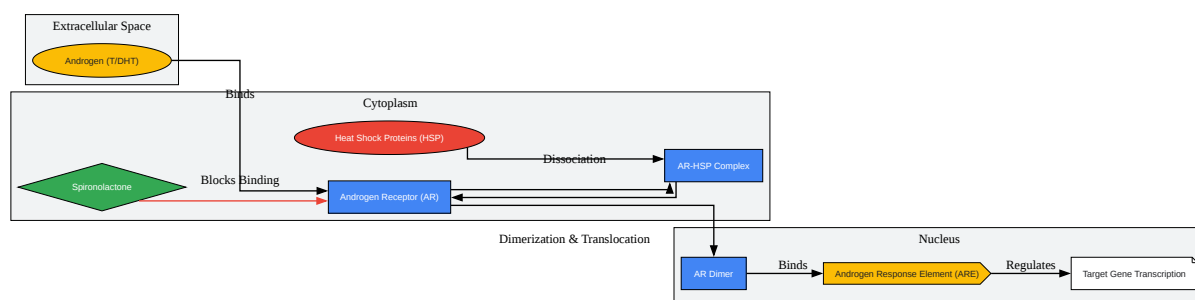 Extracellular Space
Androgen (T/DHT)
Binds
Cytoplasm
Heat Shock Proteins (HSP)
Dissociation
AR-HSP Complex
Spironolactone
Blocks Binding
Androgen Receptor (AR)
Dimerization & Translocation
Nucleus
AR Dimer
Binds
Androgen Response Element (ARE)
Regulates
Target Gene Transcription